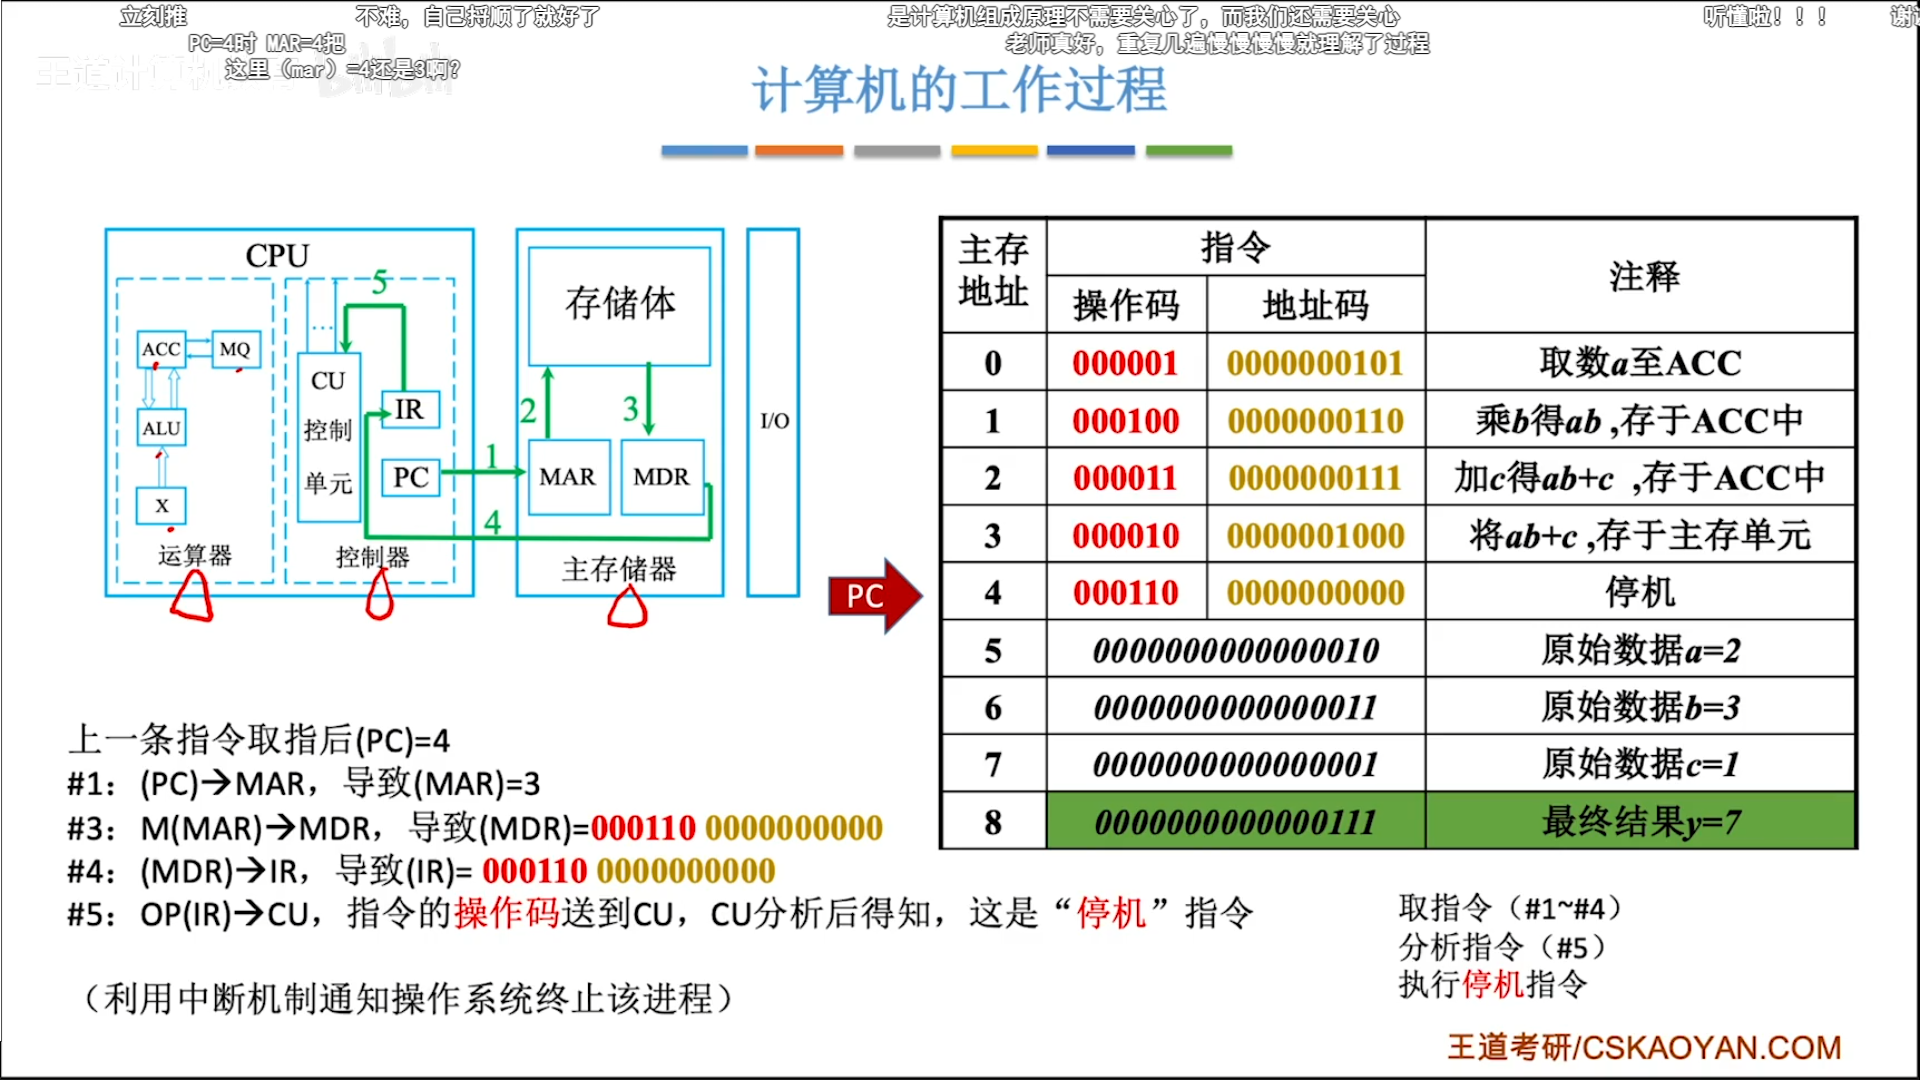 立刻推
不难，自己捋顺了就好了
是计算机组成原理不需要关心了，而我们还需要关心
听懂啦！！！
谢
PC=4时 MAR=4把
老师真好，重复几遍慢慢慢慢就理解了过程
这里（mar）=4还是3啊？
王道计算机
bilibili
计算机的工作过程
CPU
ACC
MQ
ALU
X
运算器
5
...
CU
控制
单元
IR
PC
控制器
1
4
存储体
2
3
MAR
MDR
主存储器
I/O
PC
主存地址 指令 注释
操作码 地址码
0 000001 0000000101 取数a至ACC
1 000100 0000000110 乘b得ab ,存于ACC中
2 000011 0000000111 加c得ab+c ,存于ACC中
3 000010 0000001000 将ab+c ,存于主存单元
4 000110 0000000000 停机
5 0000000000000010 原始数据a=2
6 0000000000000011 原始数据b=3
7 0000000000000001 原始数据c=1
8 0000000000000111 最终结果y=7
上一条指令取指后(PC)=4
#1：(PC)→MAR，导致(MAR)=3
#3：M(MAR)→MDR，导致(MDR)=000110 0000000000
#4：(MDR)→IR，导致(IR)= 000110 0000000000
#5：OP(IR)→CU，指令的操作码送到CU，CU分析后得知，这是“停机”指令
（利用中断机制通知操作系统终止该进程）
取指令（#1~#4）
分析指令（#5）
执行停机指令
王道考研/CSKAOYAN.COM